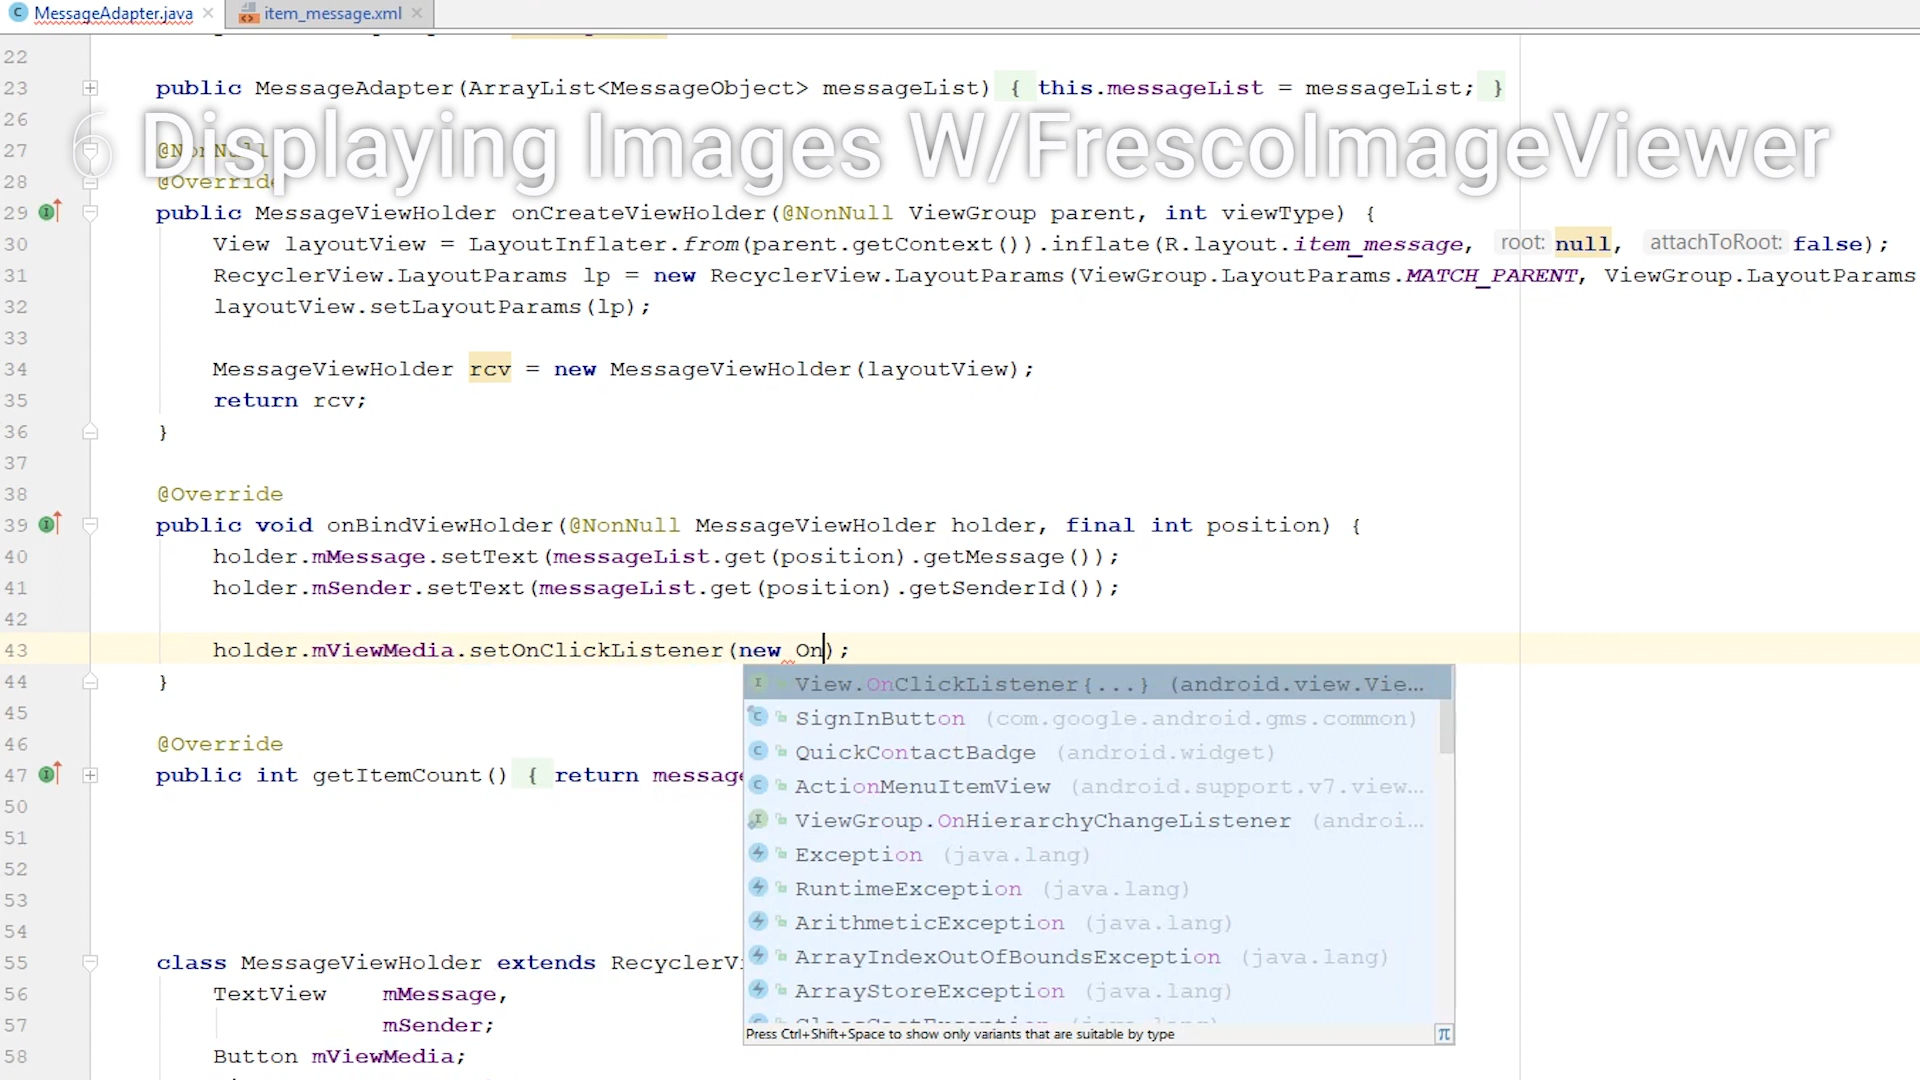 MessageAdapter.java item_message.xml
22
23 public MessageAdapter(ArrayList<MessageObject> messageList) { this.messageList = messageList; }
6 Displaying Images W/FrescoImageViewer
26
27 @NonNull
28 @Override
29 public MessageViewHolder onCreateViewHolder(@NonNull ViewGroup parent, int viewType) {
30 View layoutView = LayoutInflater.from(parent.getContext()).inflate(R.layout.item_message, root: null, attachToRoot: false);
31 RecyclerView.LayoutParams lp = new RecyclerView.LayoutParams(ViewGroup.LayoutParams.MATCH_PARENT, ViewGroup.LayoutParams
32 layoutView.setLayoutParams(lp);
33
34 MessageViewHolder rcv = new MessageViewHolder(layoutView);
35 return rcv;
36 }
37
38 @Override
39 public void onBindViewHolder(@NonNull MessageViewHolder holder, final int position) {
40 holder.mMessage.setText(messageList.get(position).getMessage());
41 holder.mSender.setText(messageList.get(position).getSenderId());
42
43 holder.mViewMedia.setOnClickListener(new On);
44 }
45
46 @Override
47 public int getItemCount() { return message
50
51
52
53
54
55 class MessageViewHolder extends RecyclerVi
56 TextView mMessage,
57 mSender;
58 Button mViewMedia;
View.OnClickListener{...} (android.view.Vie...
SignInButton (com.google.android.gms.common)
QuickContactBadge (android.widget)
ActionMenuItemView (android.support.v7.view...
ViewGroup.OnHierarchyChangeListener (androi...
Exception (java.lang)
RuntimeException (java.lang)
ArithmeticException (java.lang)
ArrayIndexOutOfBoundsException (java.lang)
ArrayStoreException (java.lang)
Press Ctrl+Shift+Space to show only variants that are suitable by type π